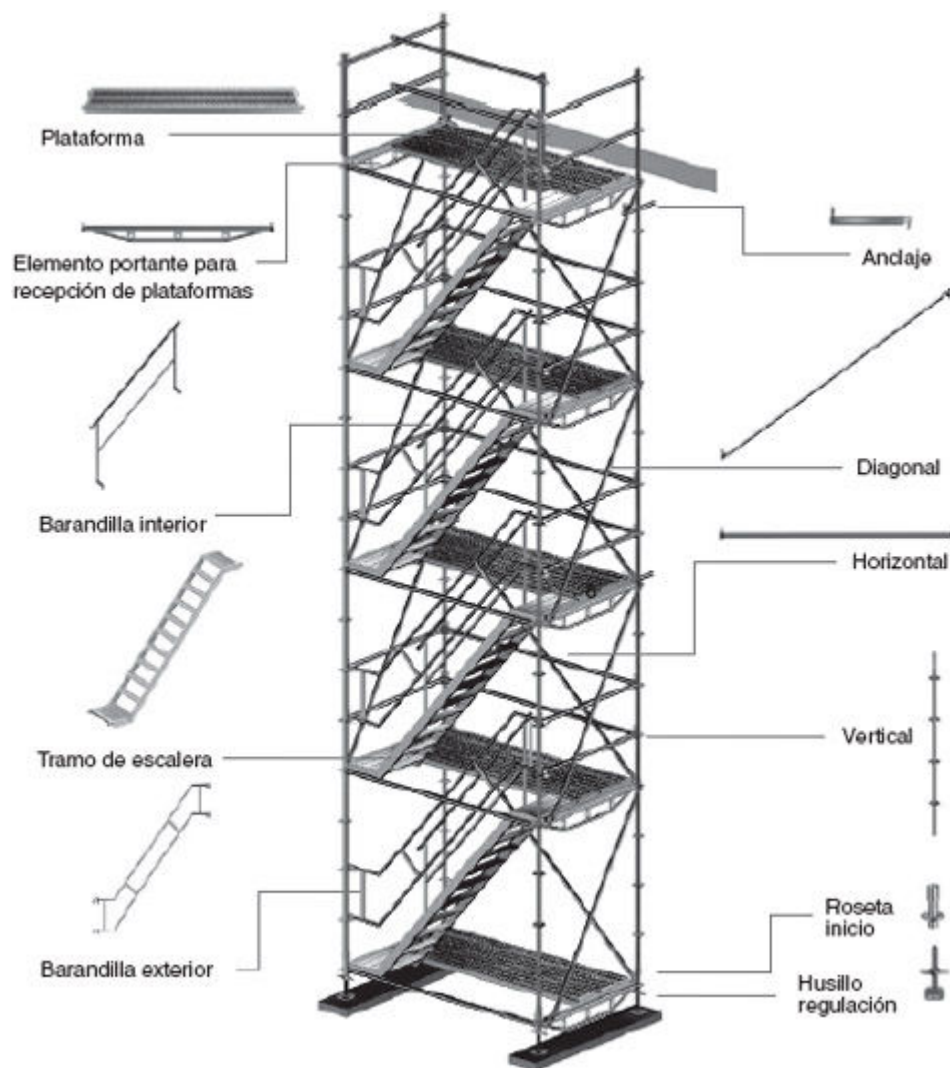 Plataforma
Elemento portante para
recepción de plataformas
Barandilla interior
Tramo de escalera
Barandilla exterior
Anclaje
Diagonal
Horizontal
Vertical
Roseta
inicio
Husillo
regulación